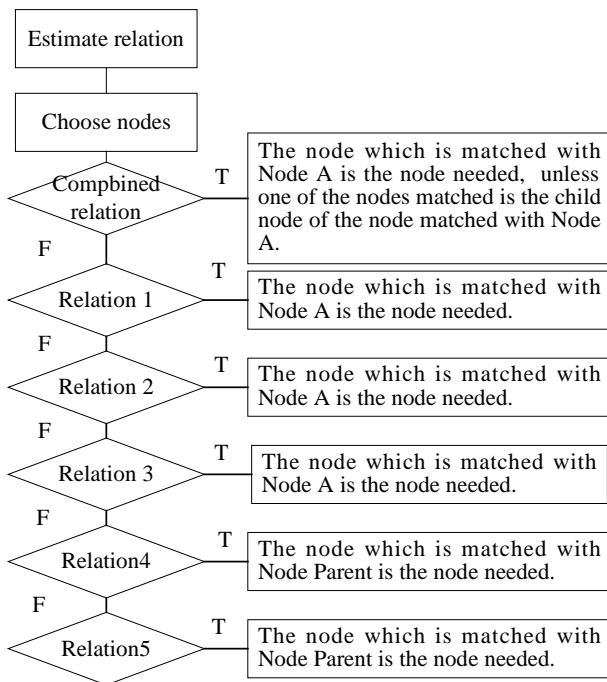 Estimate relation
Choose nodes
Compbined
relation
T
The node which is matched with
Node A is the node needed, unless
one of the nodes matched is the child
node of the node matched with Node
A.
F
Relation 1
T
The node which is matched with
Node A is the node needed.
F
Relation 2
T
The node which is matched with
Node A is the node needed.
F
Relation 3
T
The node which is matched with
Node A is the node needed.
F
Relation4
T
The node which is matched with
Node Parent is the node needed.
F
Relation5
T
The node which is matched with
Node Parent is the node needed.